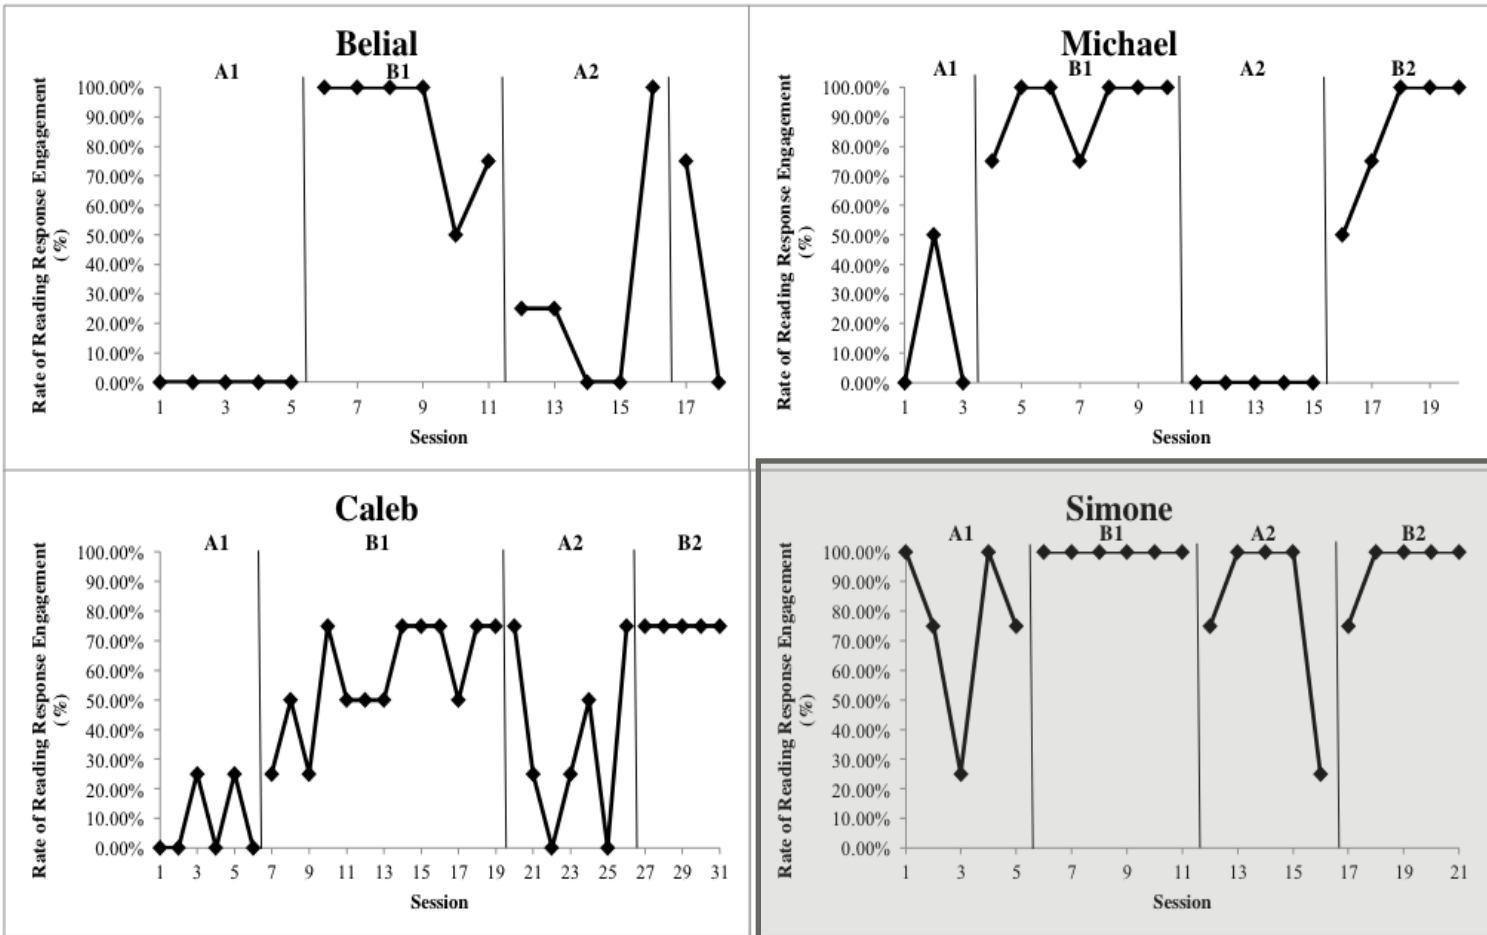 Belial
A1 B1 A2
Rate of Reading Response Engagement
(%)
100.00%
90.00%
80.00%
70.00%
60.00%
50.00%
40.00%
30.00%
20.00%
10.00%
0.00%
1 3 5 7 9 11 13 15 17
Session
Michael
A1 B1 A2 B2
Rate of Reading Response Engagement
(%)
100.00%
90.00%
80.00%
70.00%
60.00%
50.00%
40.00%
30.00%
20.00%
10.00%
0.00%
1 3 5 7 9 11 13 15 17 19
Session
Caleb
A1 B1 A2 B2
Rate of Reading Response Engagement
(%)
100.00%
90.00%
80.00%
70.00%
60.00%
50.00%
40.00%
30.00%
20.00%
10.00%
0.00%
1 3 5 7 9 11 13 15 17 19 21 23 25 27 29 31
Session
Simone
A1 B1 A2 B2
Rate of Reading Response Engagement
(%)
100.00%
90.00%
80.00%
70.00%
60.00%
50.00%
40.00%
30.00%
20.00%
10.00%
0.00%
1 3 5 7 9 11 13 15 17 19 21
Session